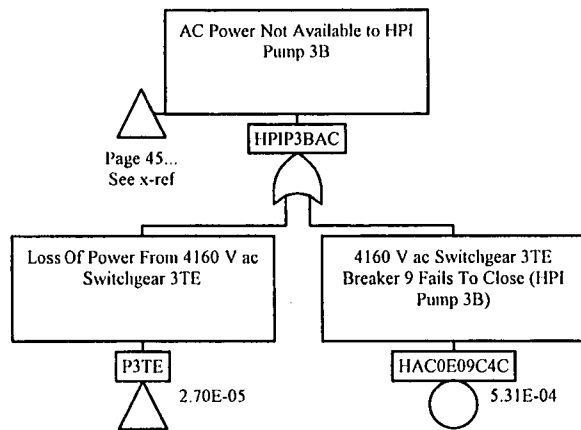 AC Power Not Available to HPI
Pump 3B
HPIP3BAC
Page 45...
See x-ref
Loss Of Power From 4160 V ac
Switchgear 3TE
P3TE
2.70E-05
4160 V ac Switchgear 3TE
Breaker 9 Fails To Close (HPI
Pump 3B)
HAC0E09C4C
5.31E-04